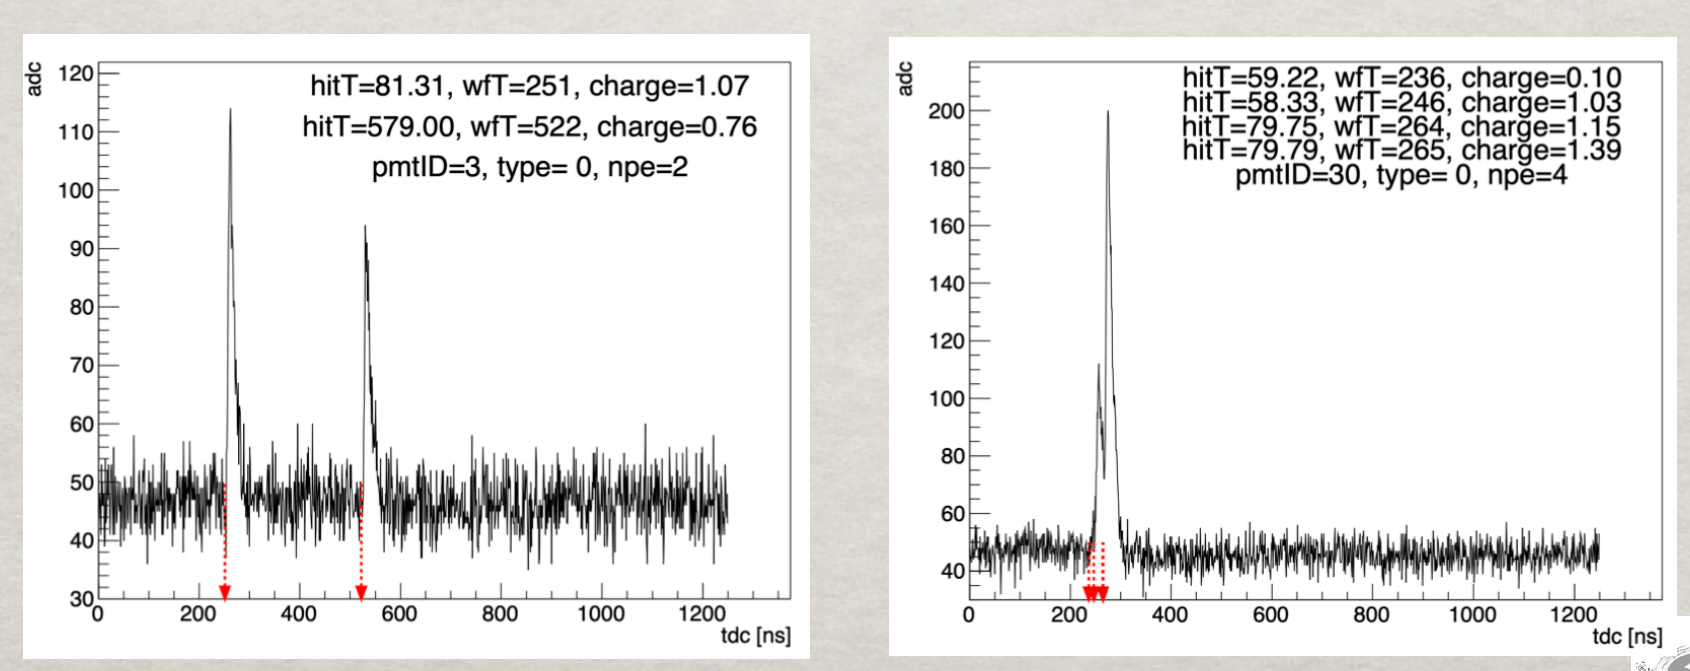 adc
120
110
100
90
80
70
60
50
40
30
hitT=81.31, wfT=251, charge=1.07
hitT=579.00, wfT=522, charge=0.76
pmtID=3, type= 0, npe=2
0 200 400 600 800 1000 1200
tdc [ns]
adc
200
180
160
140
120
100
80
60
40
hitT=59.22, wfT=236, charge=0.10
hitT=58.33, wfT=246, charge=1.03
hitT=79.75, wfT=264, charge=1.15
hitT=79.79, wfT=265, charge=1.39
pmtID=30, type= 0, npe=4
0 200 400 600 800 1000 1200
tdc [ns]